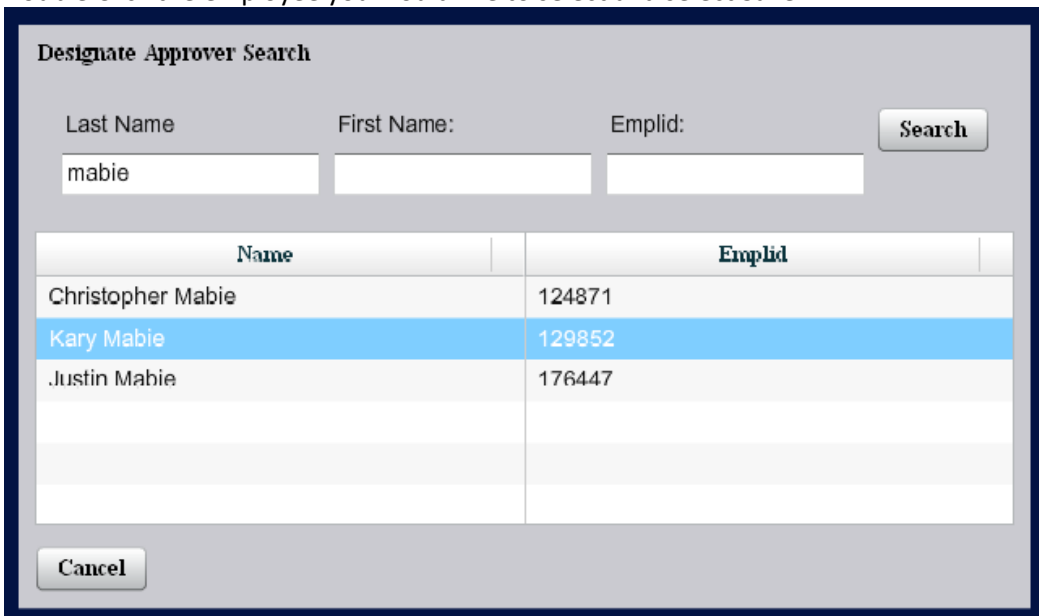 Designate Approver Search
Last Name First Name: Emplid: Search
mabie
Name Emplid
Christopher Mabie 124871
Kary Mabie 129852
Justin Mabie 176447
Cancel